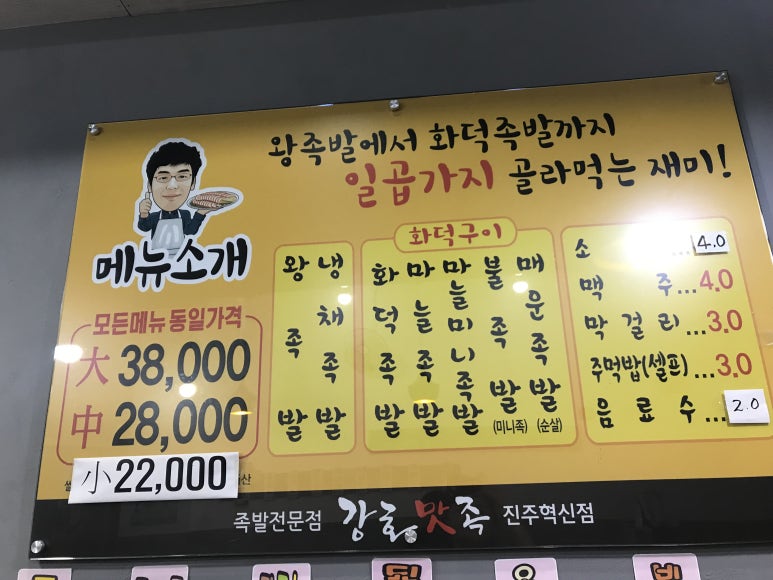 왕족발에서 화덕족발까지
일곱가지 골라먹는 재미!
메뉴소개
모든메뉴 동일가격
大 38,000
中 28,000
小 22,000
왕족발
냉채족발
화덕구이
화덕족발
마늘족발
마늘미니족발
불족발
(미니족)
매운족발
(순살)
소 ...4.0
맥주...4.0
막걸리...3.0
주먹밥(셀프)...3.0
음료수...2.0
족발전문점 강호맛족 진주혁신점